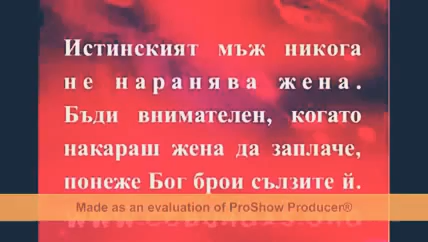 Истинският мъж никога
не наранява жена.
Бъди внимателен, когато
накараш жена да заплаче,
понеже Бог брои сълзите й.
Made as an evaluation of ProShow Producer®